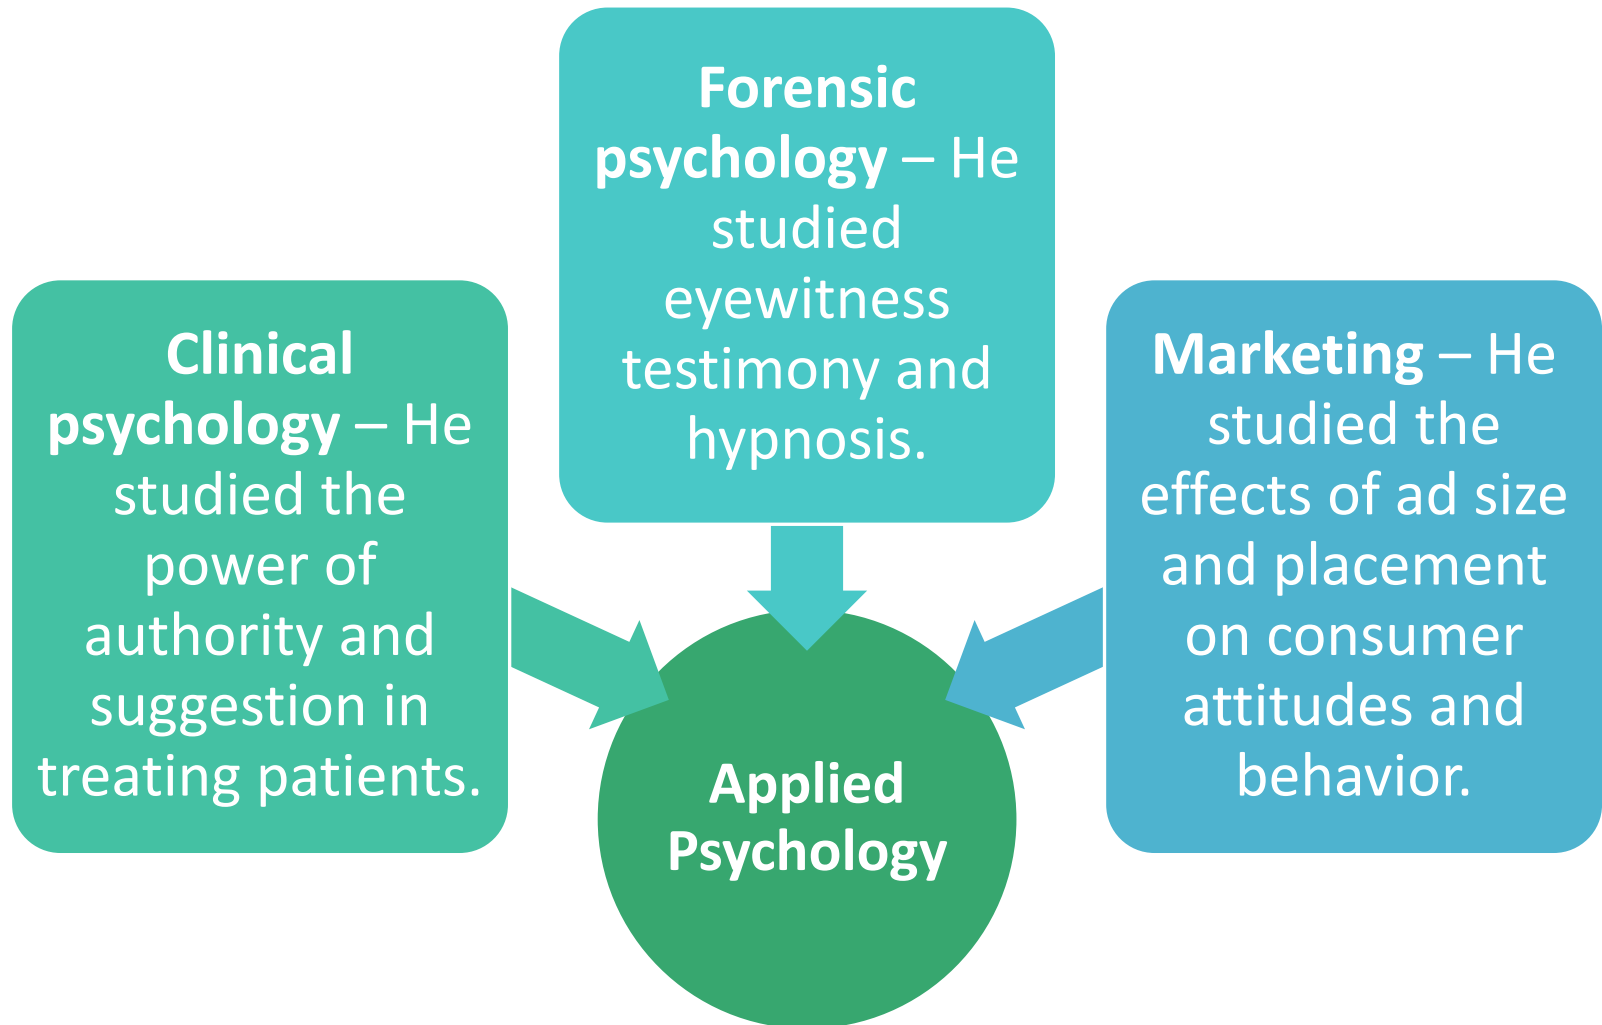 Clinical
psychology – He
studied the
power of
authority and
suggestion in
treating patients.
Forensic
psychology – He
studied
eyewitness
testimony and
hypnosis.
Marketing – He
studied the
effects of ad size
and placement
on consumer
attitudes and
behavior.
Applied
Psychology